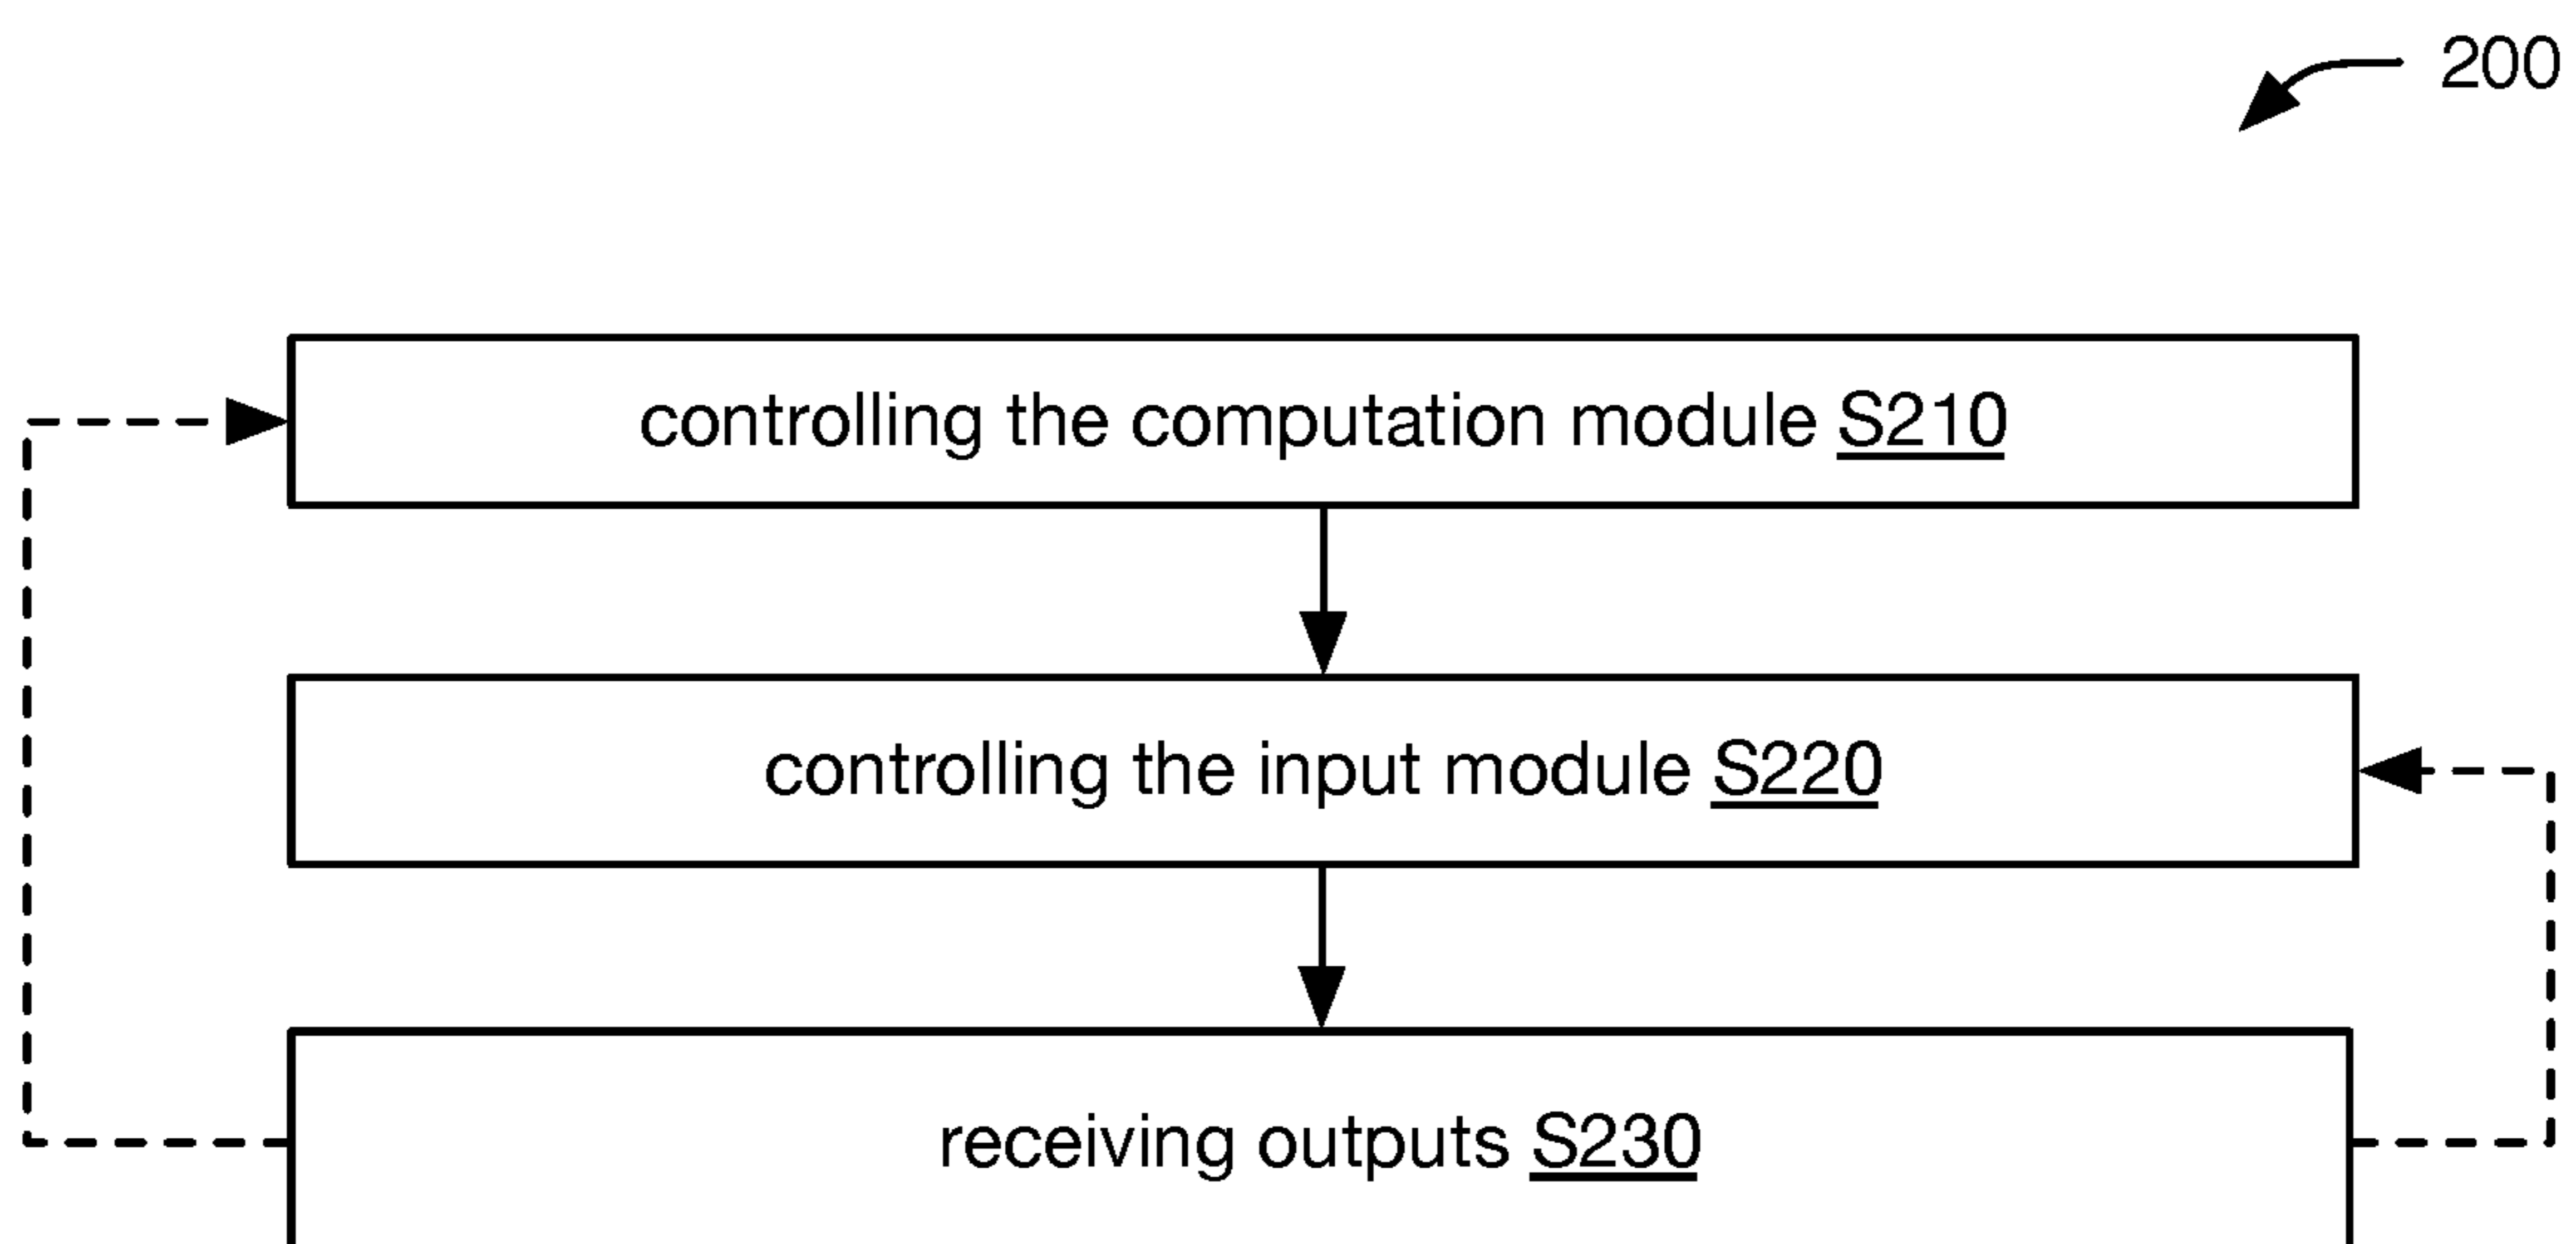 200
controlling the computation module S210
controlling the input module S220
receiving outputs S230